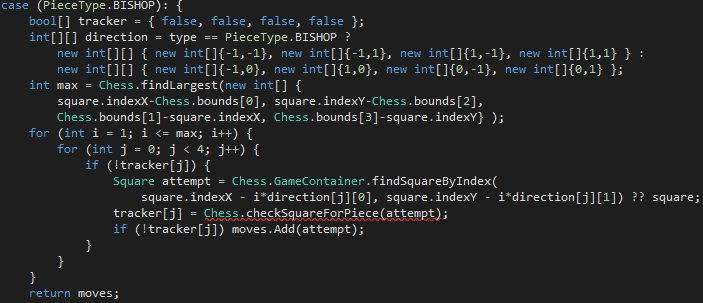 case (PieceType.BISHOP): {
bool[] tracker = { false, false, false, false };
int[][] direction = type == PieceType.BISHOP ?
new int[][] { new int[]{-1,-1}, new int[]{-1,1}, new int[]{1,-1}, new int[]{1,1} } :
new int[][] { new int[]{-1,0}, new int[]{1,0}, new int[]{0,-1}, new int[]{0,1} };
int max = Chess.findLargest(new int[] {
square.indexX-Chess.bounds[0], square.indexY-Chess.bounds[2],
Chess.bounds[1]-square.indexX, Chess.bounds[3]-square.indexY} );
for (int i = 1; i <= max; i++) {
for (int j = 0; j < 4; j++) {
if (!tracker[j]) {
Square attempt = Chess.GameContainer.findSquareByIndex(
square.indexX - i*direction[j][0], square.indexY - i*direction[j][1]) ?? square;
tracker[j] = Chess.checkSquareForPiece(attempt);
if (!tracker[j]) moves.Add(attempt);
}
}
}
return moves;